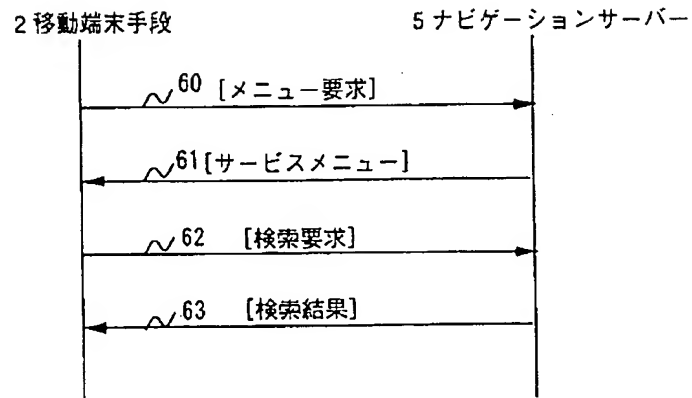 2 移動端末手段
5 ナビゲーションサーバー
60 [メニュー要求]
61 [サービスメニュー]
62 [検索要求]
63 [検索結果]